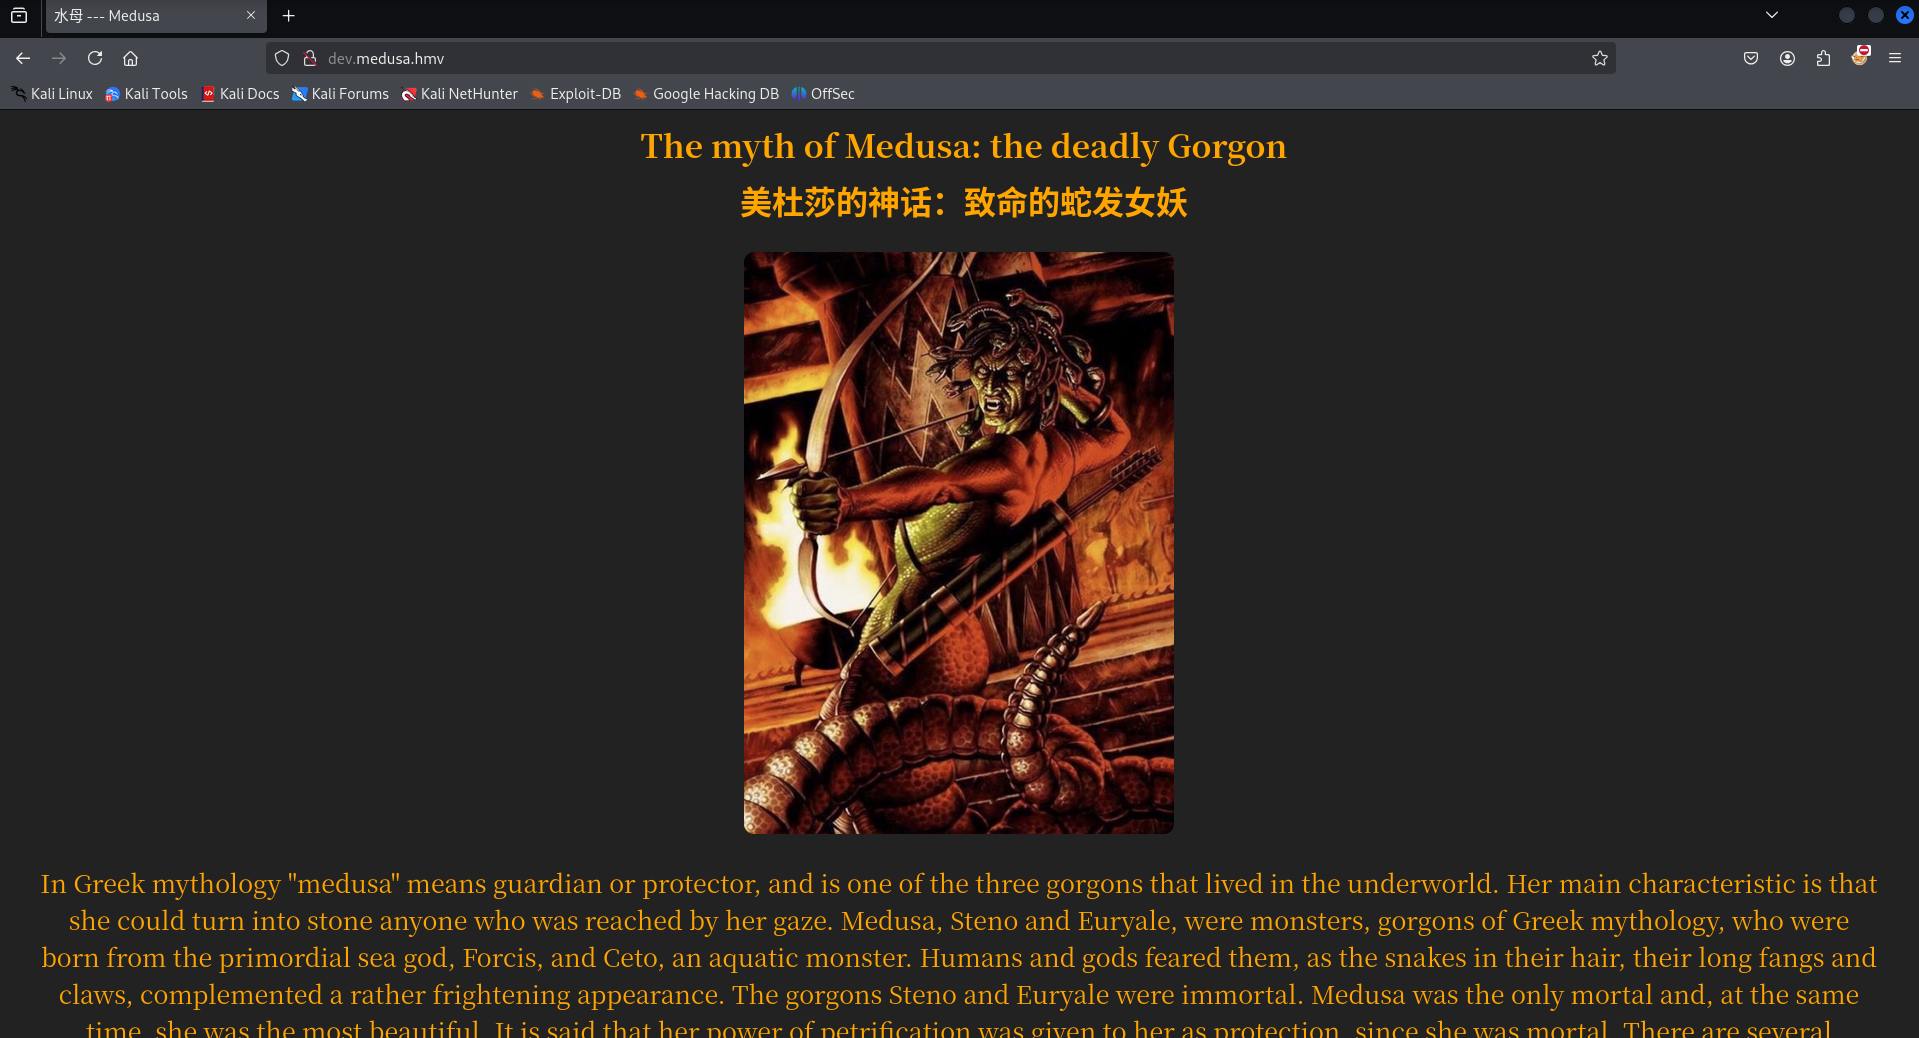 水母 --- Medusa
dev.medusa.hmv
Kali Linux Kali Tools Kali Docs Kali Forums Kali NetHunter Exploit-DB Google Hacking DB OffSec
The myth of Medusa: the deadly Gorgon
美杜莎的神话：致命的蛇发女妖
In Greek mythology "medusa" means guardian or protector, and is one of the three gorgons that lived in the underworld. Her main characteristic is that
she could turn into stone anyone who was reached by her gaze. Medusa, Steno and Euryale, were monsters, gorgons of Greek mythology, who were
born from the primordial sea god, Forcis, and Ceto, an aquatic monster. Humans and gods feared them, as the snakes in their hair, their long fangs and
claws, complemented a rather frightening appearance. The gorgons Steno and Euryale were immortal. Medusa was the only mortal and, at the same
time, she was the most beautiful. It is said that her power of petrification was given to her as protection, since she was mortal. There are several